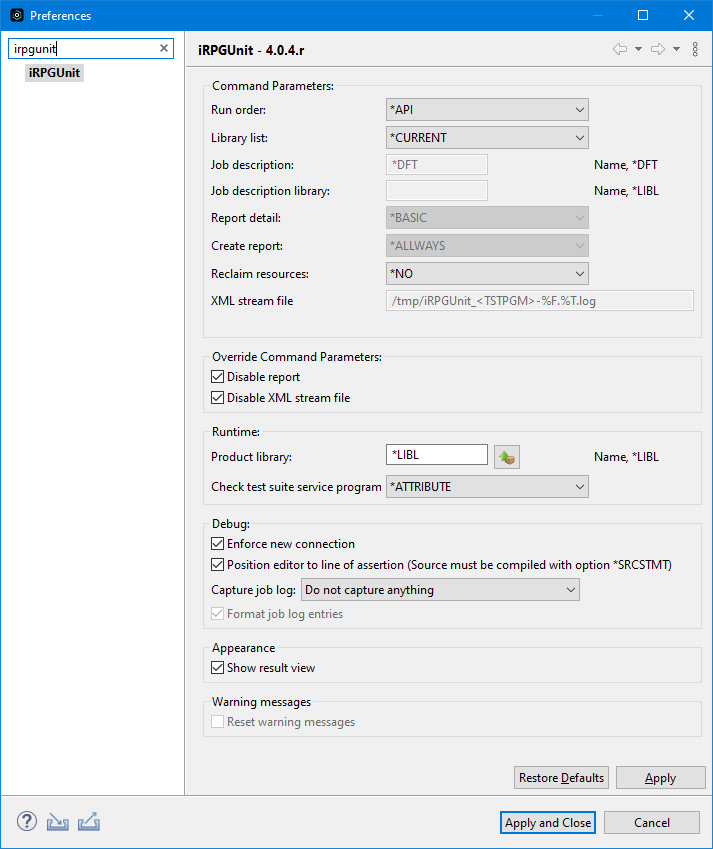 Preferences
irpgunit
iRPGUnit
iRPGUnit - 4.0.4.r
Command Parameters:
Run order: *API
Library list: *CURRENT
Job description: *DFT Name, *DFT
Job description library: Name, *LIBL
Report detail: *BASIC
Create report: *ALLWAYS
Reclaim resources: *NO
XML stream file /tmp/iRPGUnit_<TSTPGM>-%F.%T.log
Override Command Parameters:
Disable report
Disable XML stream file
Runtime:
Product library: *LIBL Name, *LIBL
Check test suite service program *ATTRIBUTE
Debug:
Enforce new connection
Position editor to line of assertion (Source must be compiled with option *SRCSTMT)
Capture job log: Do not capture anything
Format job log entries
Appearance
Show result view
Warning messages
Reset warning messages
Restore Defaults Apply
? Apply and Close Cancel